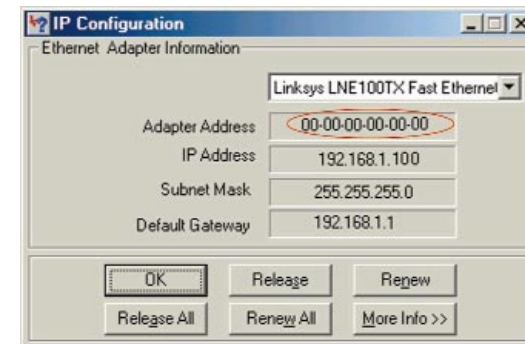 IP Configuration
Ethernet Adapter Information
Linksys LNE100TX Fast Ethernet
Adapter Address 00-00-00-00-00-00
IP Address 192.168.1.100
Subnet Mask 255.255.255.0
Default Gateway 192.168.1.1
OK Release Renew
Release All Renew All More Info >>